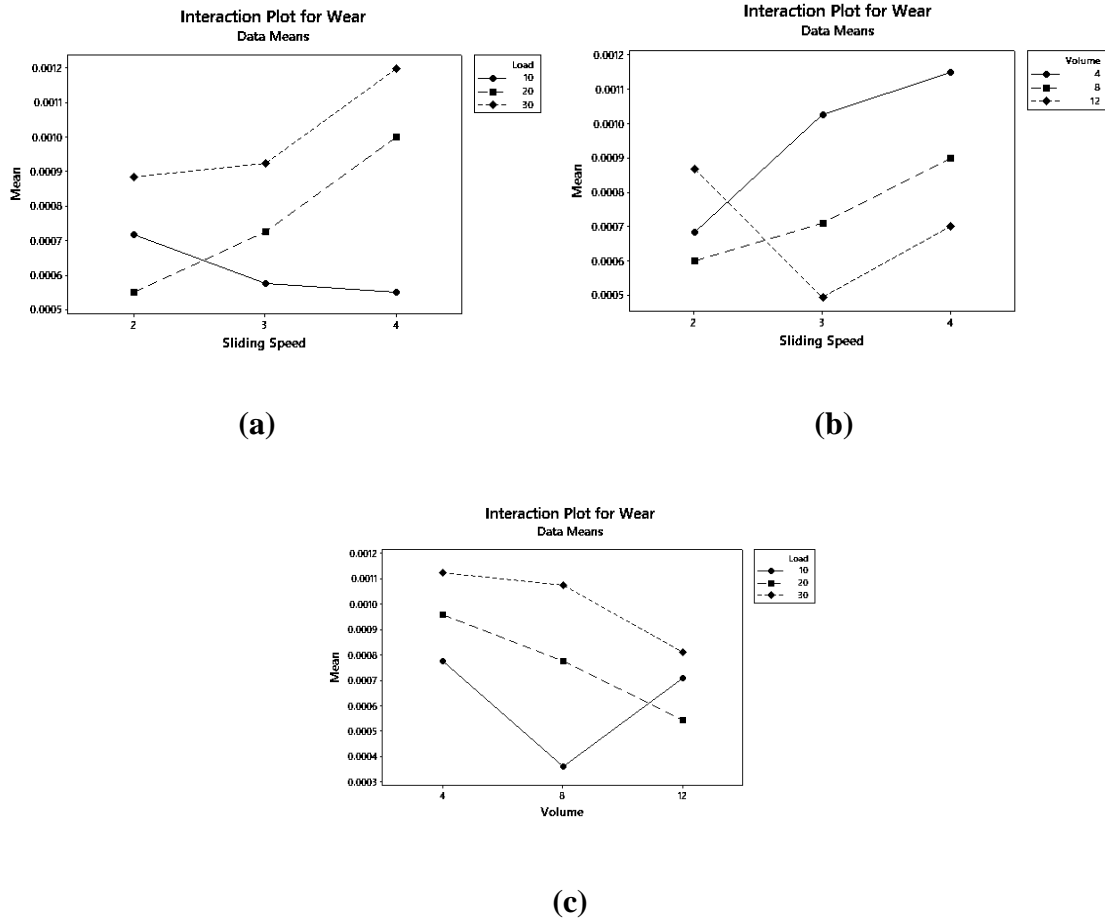 Interaction Plot for Wear
Data Means
0.0012
0.0011
0.0010
0.0009
0.0008
0.0007
0.0006
0.0005
Mean
2
3
4
Sliding Speed
Load
10
20
30
(a)
Interaction Plot for Wear
Data Means
0.0012
0.0011
0.0010
0.0009
0.0008
0.0007
0.0006
0.0005
Mean
2
3
4
Sliding Speed
Volume
4
8
12
(b)
Interaction Plot for Wear
Data Means
0.0012
0.0011
0.0010
0.0009
0.0008
0.0007
0.0006
0.0005
0.0004
0.0003
Mean
4
8
12
Volume
Load
10
20
30
(c)